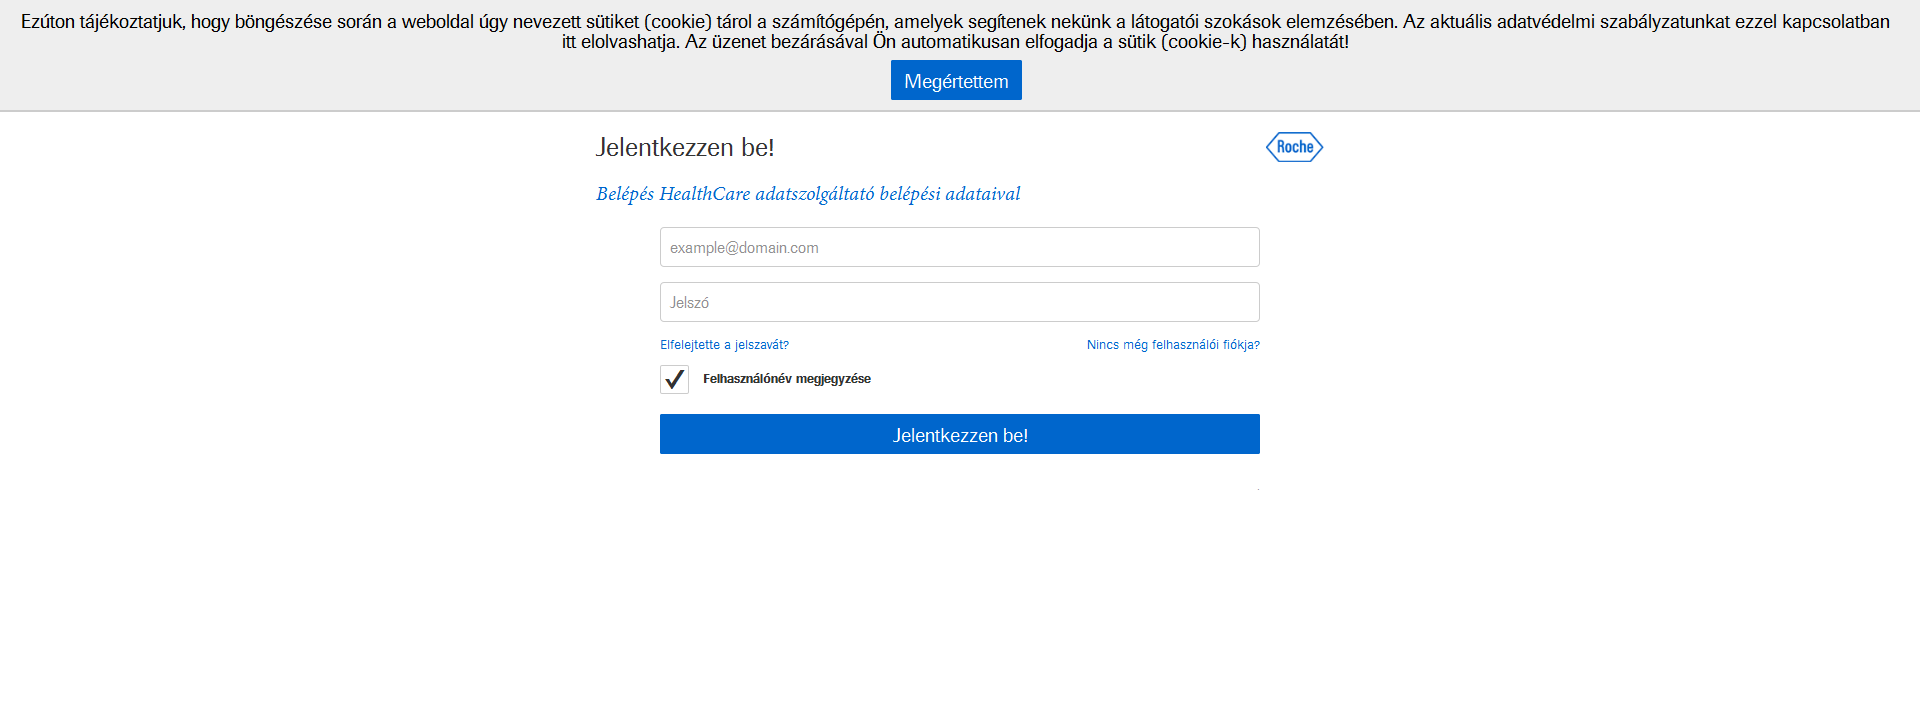 Ezúton tájékoztatjuk, hogy böngészése során a weboldal úgy nevezett sütiket (cookie) tárol a számítógépén, amelyek segítenek nekünk a látogatói szokások elemzésében. Az aktuális adatvédelmi szabályzatunkat ezzel kapcsolatban
itt elolvashatja. Az üzenet bezárásával Ön automatikusan elfogadja a sütik (cookie-k) használatát!
Megértettem
Jelentkezzen be!
Roche
Belépés HealthCare adatszolgáltató belépési adataival
example@domain.com
Jelszó
Elfelejtette a jelszavát?
Nincs még felhasználói fiókja?
Felhasználónév megjegyzése
Jelentkezzen be!